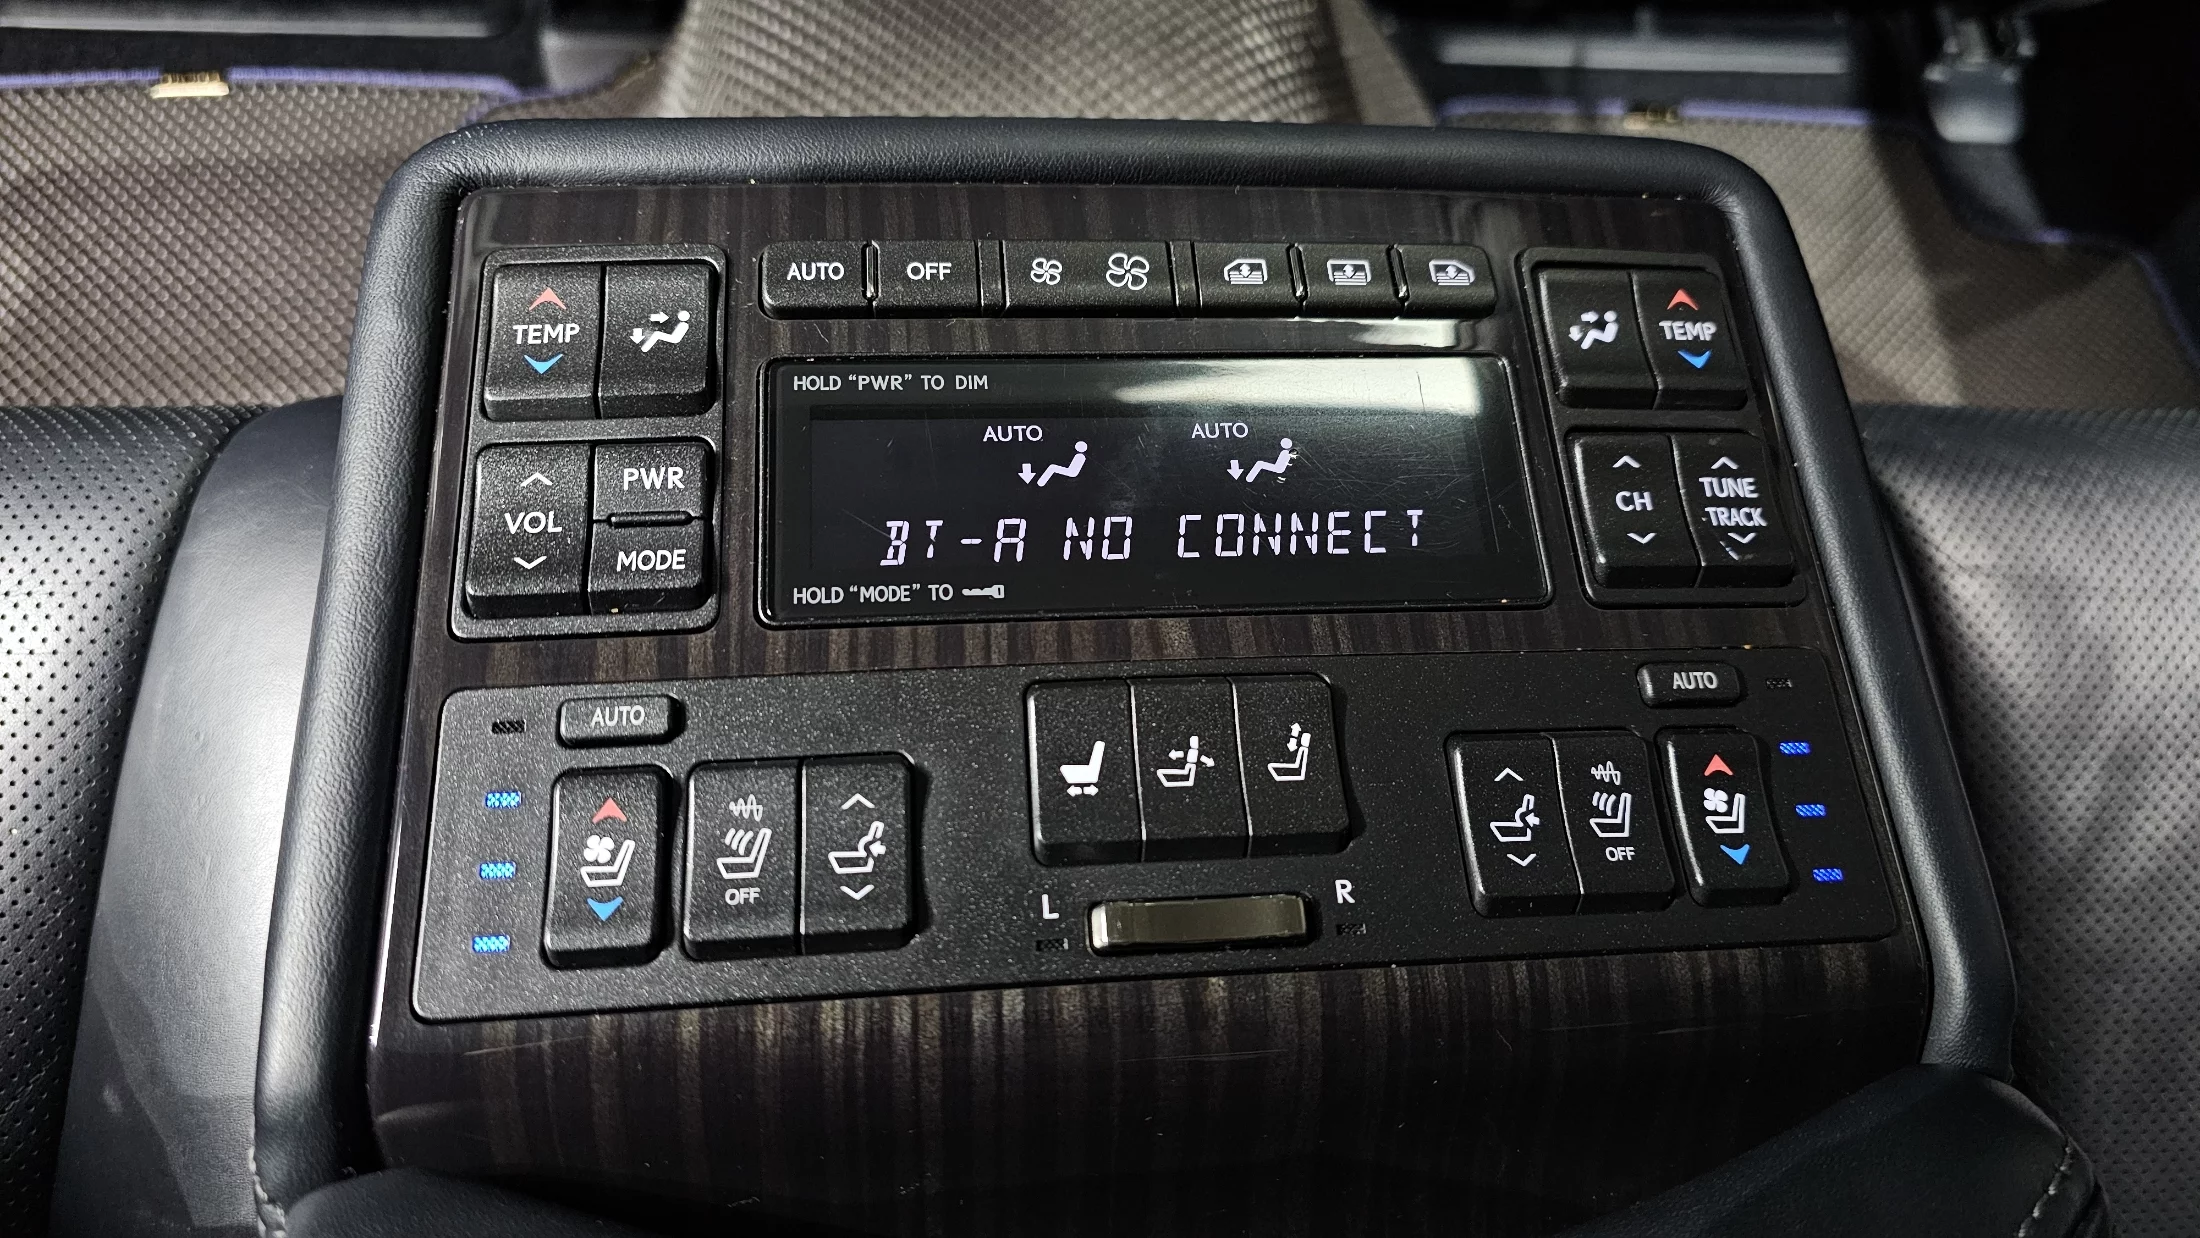 AUTO OFF
TEMP
TEMP
HOLD “PWR” TO DIM
AUTO AUTO
VOL
PWR
MODE
BT-A NO CONNECT
HOLD “MODE” TO
CH
TUNE
TRACK
AUTO
AUTO
OFF
OFF
L R